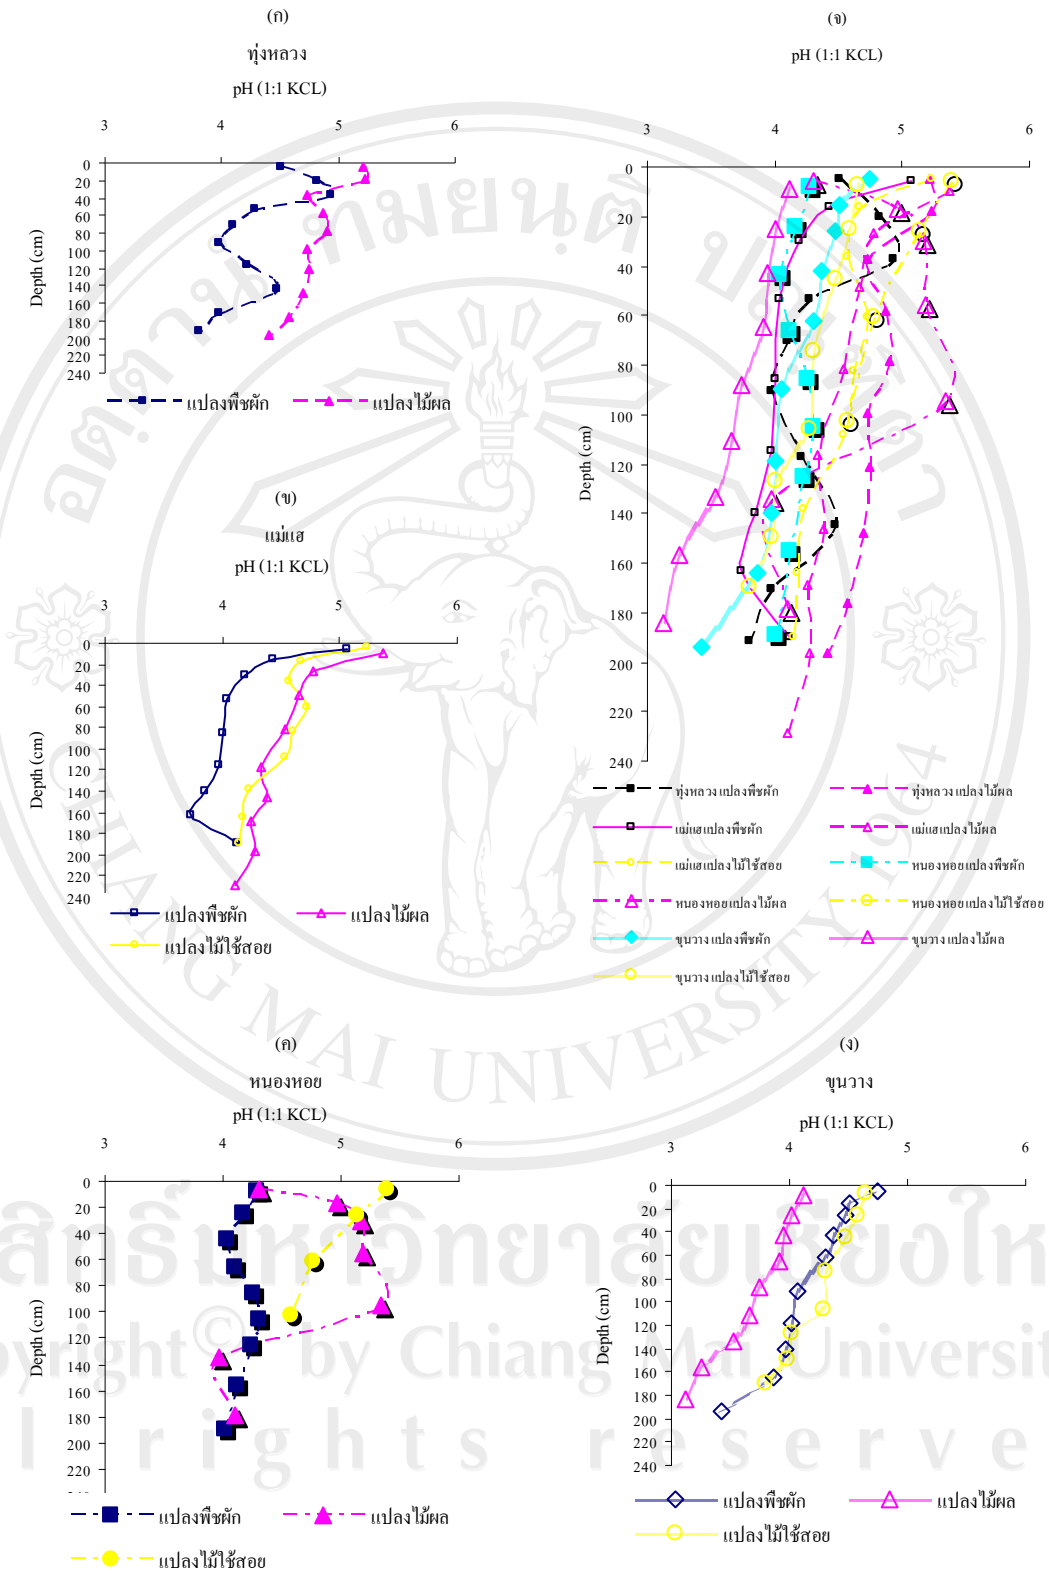 (ก)
ทุ่งหลวง
pH (1:1 KCL)
3 4 5 6
Depth (cm)
0
20
40
50
80
100
120
140
160
180
200
220
240
แปลงพืชผัก แปลงไม้ผล
(ข)
แม่แฮ
pH (1:1 KCL)
3 4 5 6
Depth (cm)
0
20
40
60
80
100
120
140
160
180
200
220
240
แปลงพืชผัก แปลงไม้ผล
แปลงไม้ใช้สอย
(จ)
pH (1:1 KCL)
3 4 5 6
Depth (cm)
0
20
40
60
80
100
120
140
160
180
200
220
240
ทุ่งหลวงแปลงพืชผัก ทุ่งหลวงแปลงไม้ผล
แม่แฮแปลงพืชผัก แม่แฮแปลงไม้ผล
แม่แฮแปลงไม้ใช้สอย หนองหอยแปลงพืชผัก
หนองหอยแปลงไม้ผล หนองหอยแปลงไม้ใช้สอย
ขุนวางแปลงพืชผัก ขุนวางแปลงไม้ผล
ขุนวางแปลงไม้ใช้สอย
(ค)
หนองหอย
pH (1:1 KCL)
3 4 5 6
Depth (cm)
0
20
40
60
80
100
120
140
160
180
200
220
แปลงพืชผัก แปลงไม้ผล
แปลงไม้ใช้สอย
(ง)
ขุนวาง
pH (1:1 KCL)
3 4 5 6
Depth (cm)
0
20
40
60
80
100
120
140
160
180
200
220
240
แปลงพืชผัก แปลงไม้ผล
แปลงไม้ใช้สอย
CHIANG MAI UNIVERSITY 1964
© by Chiang
rights reserve